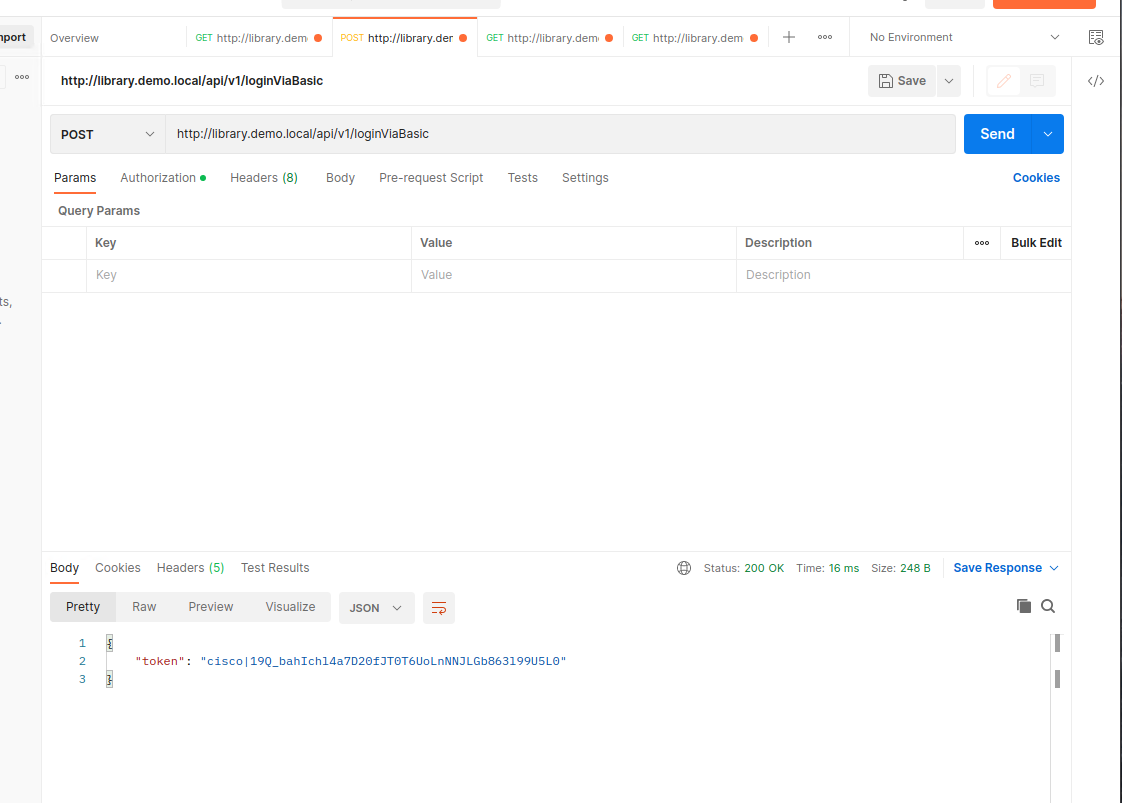 nport
Overview
GET http://library.dem
POST http://library.der
GET http://library.dem
GET http://library.dem
No Environment
http://library.demo.local/api/v1/loginViaBasic
Save
</>
POST
http://library.demo.local/api/v1/loginViaBasic
Send
Params
Authorization
Headers (8)
Body
Pre-request Script
Tests
Settings
Cookies
Query Params
Key
Value
Description
Bulk Edit
Key
Value
Description
ts,
Body
Cookies
Headers (5)
Test Results
Status: 200 OK
Time: 16 ms
Size: 248 B
Save Response
Pretty
Raw
Preview
Visualize
JSON
1 {
2 "token": "cisco|19Q_bahIchl4a7D20fJT0T6UoLnNNJLGb863l99U5L0"
3 }